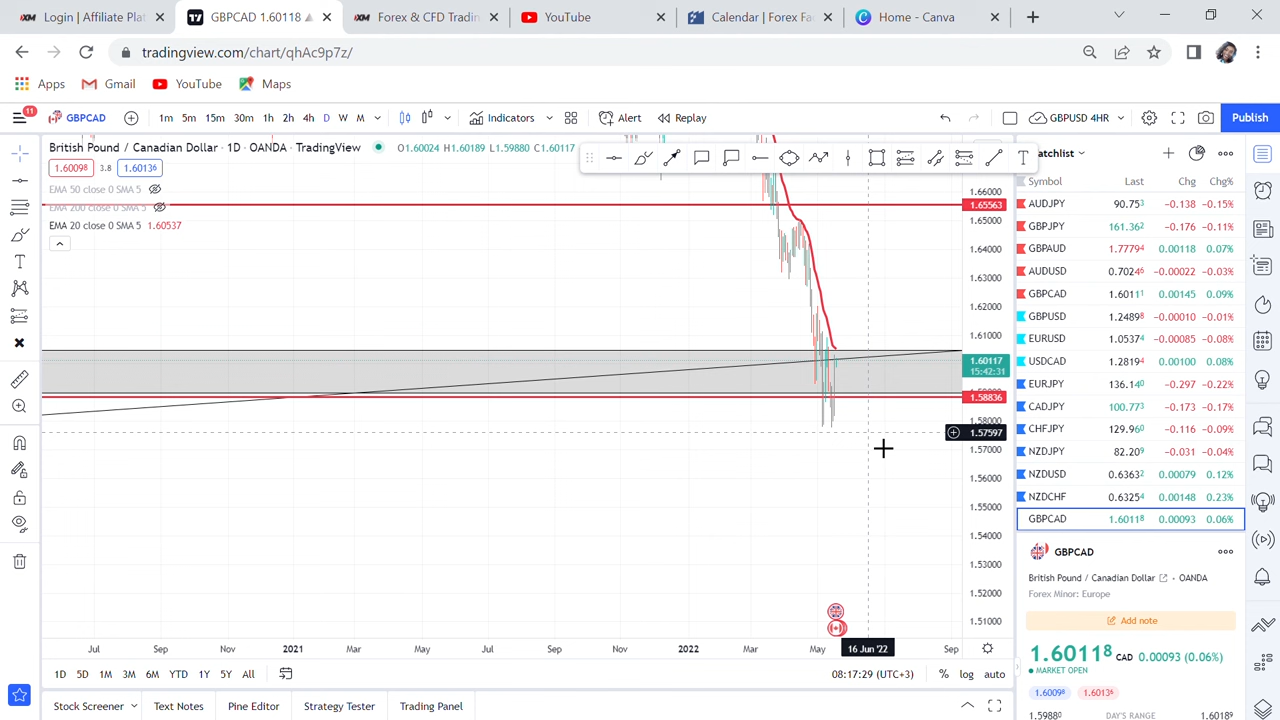 Login | Affiliate Plat
GBPCAD 1.60118
Forex & CFD Tradin
YouTube
Calendar | Forex Fa
Home - Canva
tradingview.com/chart/qhAc9p7z/
Apps
Gmail
YouTube
Maps
11
GBPCAD
1m 5m 15m 30m 1h 2h 4h D W M
Indicators
Alert
Replay
GBPUSD 4HR
Publish
British Pound / Canadian Dollar · 1D · OANDA · TradingView
O1.60024 H1.60189 L1.59880 C1.60117
1.60098 3.8 1.60136
EMA 50 close 0 SMA 5
EMA 200 close 0 SMA 5
EMA 20 close 0 SMA 5 1.60537
T
T
1.66000
1.65563
1.65000
1.64000
1.63000
1.62000
1.61000
1.60117
15:42:31
1.58836
1.58000
1.57597
1.57000
1.56000
1.55000
1.54000
1.53000
1.52000
1.51000
Jul Sep Nov 2021 Mar May Jul Sep Nov 2022 Mar May 16 Jun '22 Sep
1D 5D 1M 3M 6M YTD 1Y 5Y All
08:17:29 (UTC+3)
% log auto
Stock Screener
Text Notes
Pine Editor
Strategy Tester
Trading Panel
atchlist
Symbol Last Chg Chg%
AUDJPY 90.753 −0.138 −0.15%
GBPJPY 161.362 −0.176 −0.11%
GBPAUD 1.77794 0.00118 0.07%
AUDUSD 0.70246 −0.00022 −0.03%
GBPCAD 1.60111 0.00145 0.09%
GBPUSD 1.24898 −0.00010 −0.01%
EURUSD 1.05374 −0.00085 −0.08%
USDCAD 1.28194 0.00100 0.08%
EURJPY 136.140 −0.297 −0.22%
CADJPY 100.773 −0.173 −0.17%
CHFJPY 129.960 −0.116 −0.09%
NZDJPY 82.209 −0.031 −0.04%
NZDUSD 0.63632 0.00079 0.12%
NZDCHF 0.63254 0.00148 0.23%
GBPCAD 1.60118 0.00093 0.06%
GBPCAD
British Pound / Canadian Dollar · OANDA
Forex Minor: Europe
Add note
1.60118 CAD 0.00093 (0.06%)
MARKET OPEN
1.60098 1.60136
1.59880 DAY'S RANGE 1.60189